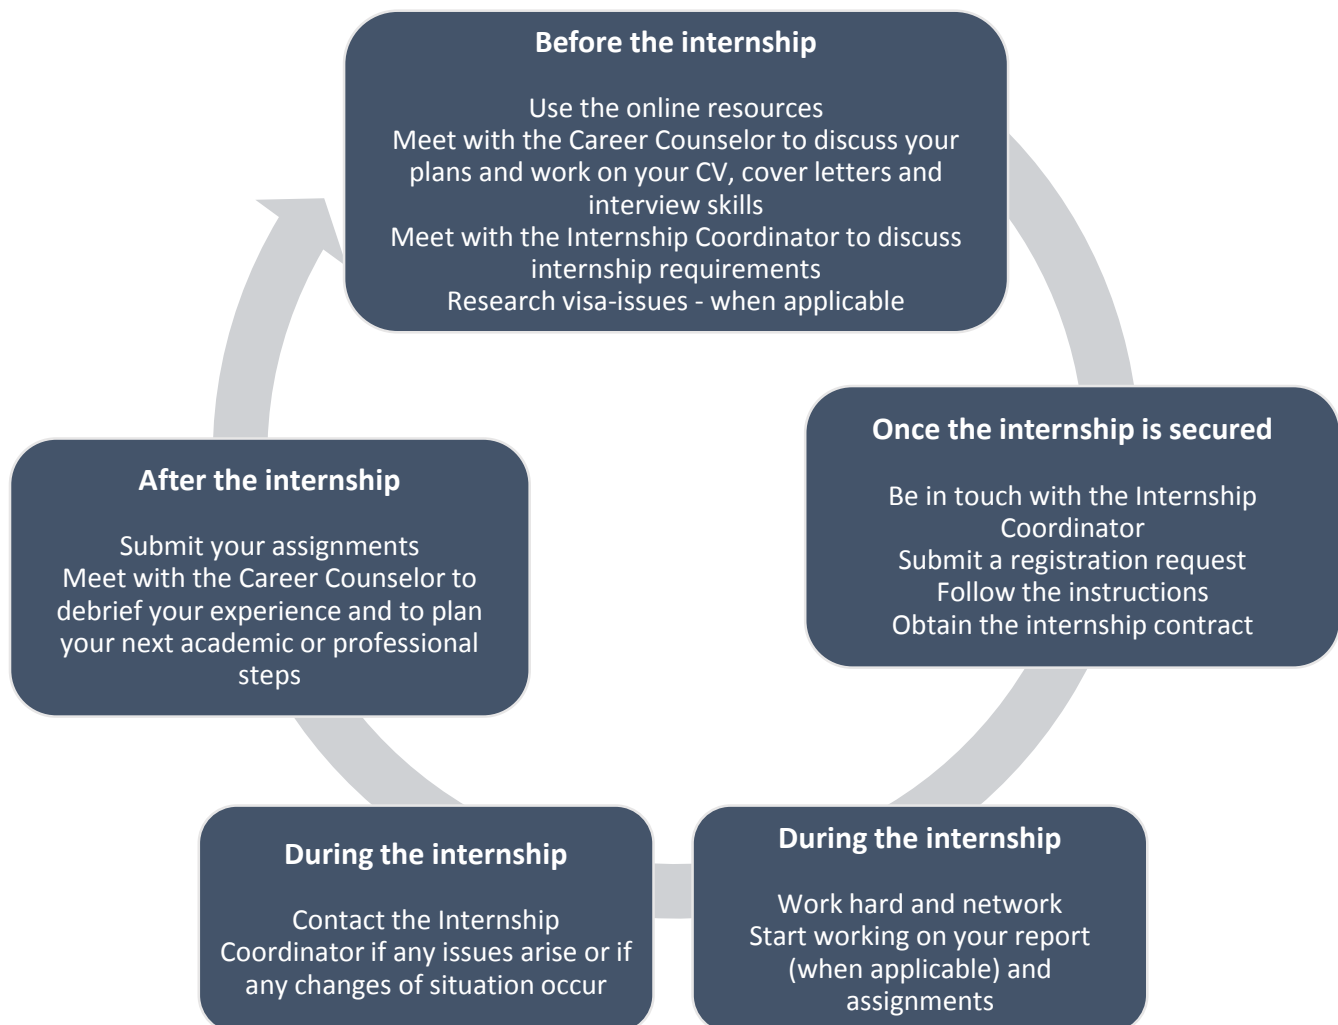 Before the internship
Use the online resources
Meet with the Career Counselor to discuss your
plans and work on your CV, cover letters and
interview skills
Meet with the Internship Coordinator to discuss
internship requirements
Research visa-issues - when applicable
Once the internship is secured
Be in touch with the Internship
Coordinator
Submit a registration request
Follow the instructions
Obtain the internship contract
During the internship
Work hard and network
Start working on your report
(when applicable) and
assignments
During the internship
Contact the Internship
Coordinator if any issues arise or if
any changes of situation occur
After the internship
Submit your assignments
Meet with the Career Counselor to
debrief your experience and to plan
your next academic or professional
steps